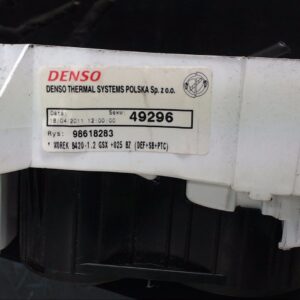 DENSO
DENSO THERMAL SYSTEMS POLSKA Sp. z o.o.
Data: Sekw: 49296
18/04/2011 12:00:00
Rys: 98618283
* WOREK B420-1.2 GSX +025 BZ (DEF+SB+PTC)